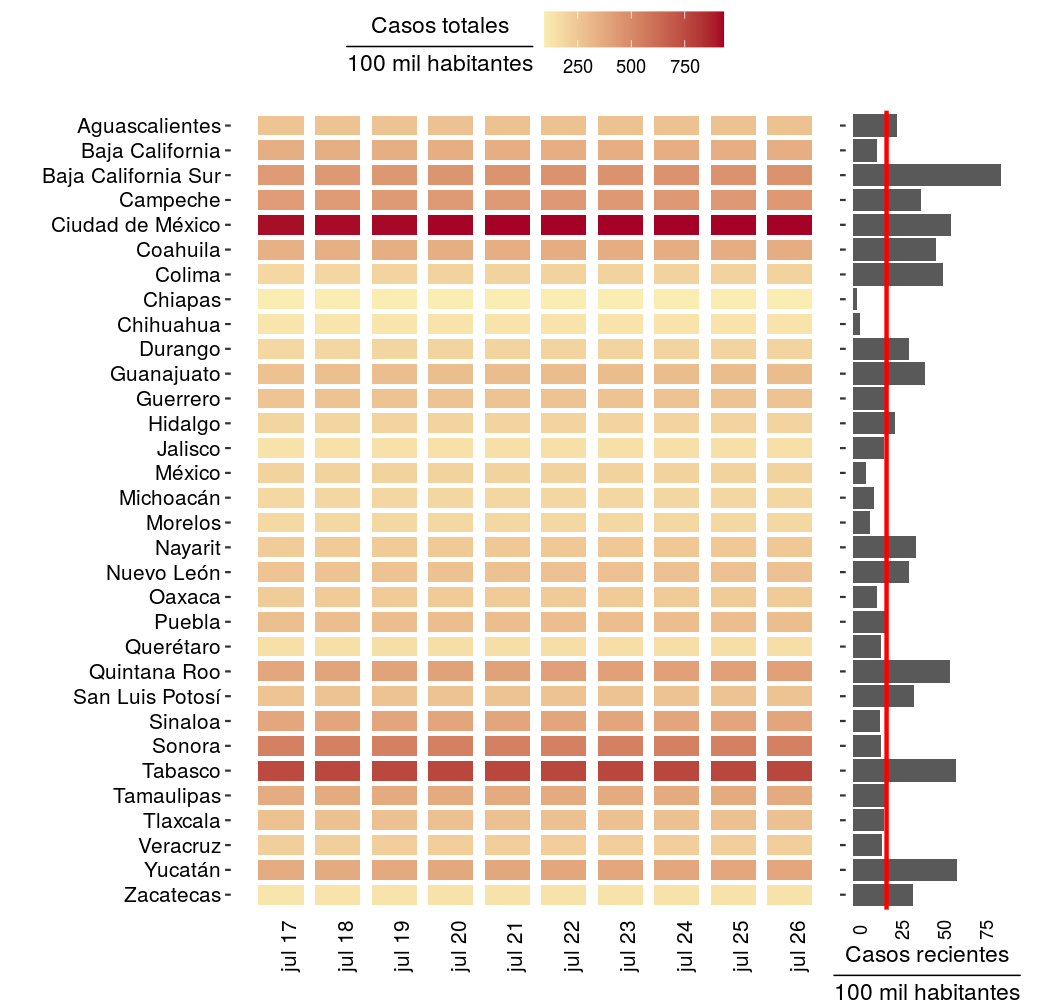 Casos totales
100 mil habitantes
250 500 750
Aguascalientes
Baja California
Baja California Sur
Campeche
Ciudad de México
Coahuila
Colima
Chiapas
Chihuahua
Durango
Guanajuato
Guerrero
Hidalgo
Jalisco
México
Michoacán
Morelos
Nayarit
Nuevo León
Oaxaca
Puebla
Querétaro
Quintana Roo
San Luis Potosí
Sinaloa
Sonora
Tabasco
Tamaulipas
Tlaxcala
Veracruz
Yucatán
Zacatecas
jul 17
jul 18
jul 19
jul 20
jul 21
jul 22
jul 23
jul 24
jul 25
jul 26
0
25
50
75
Casos recientes
100 mil habitantes